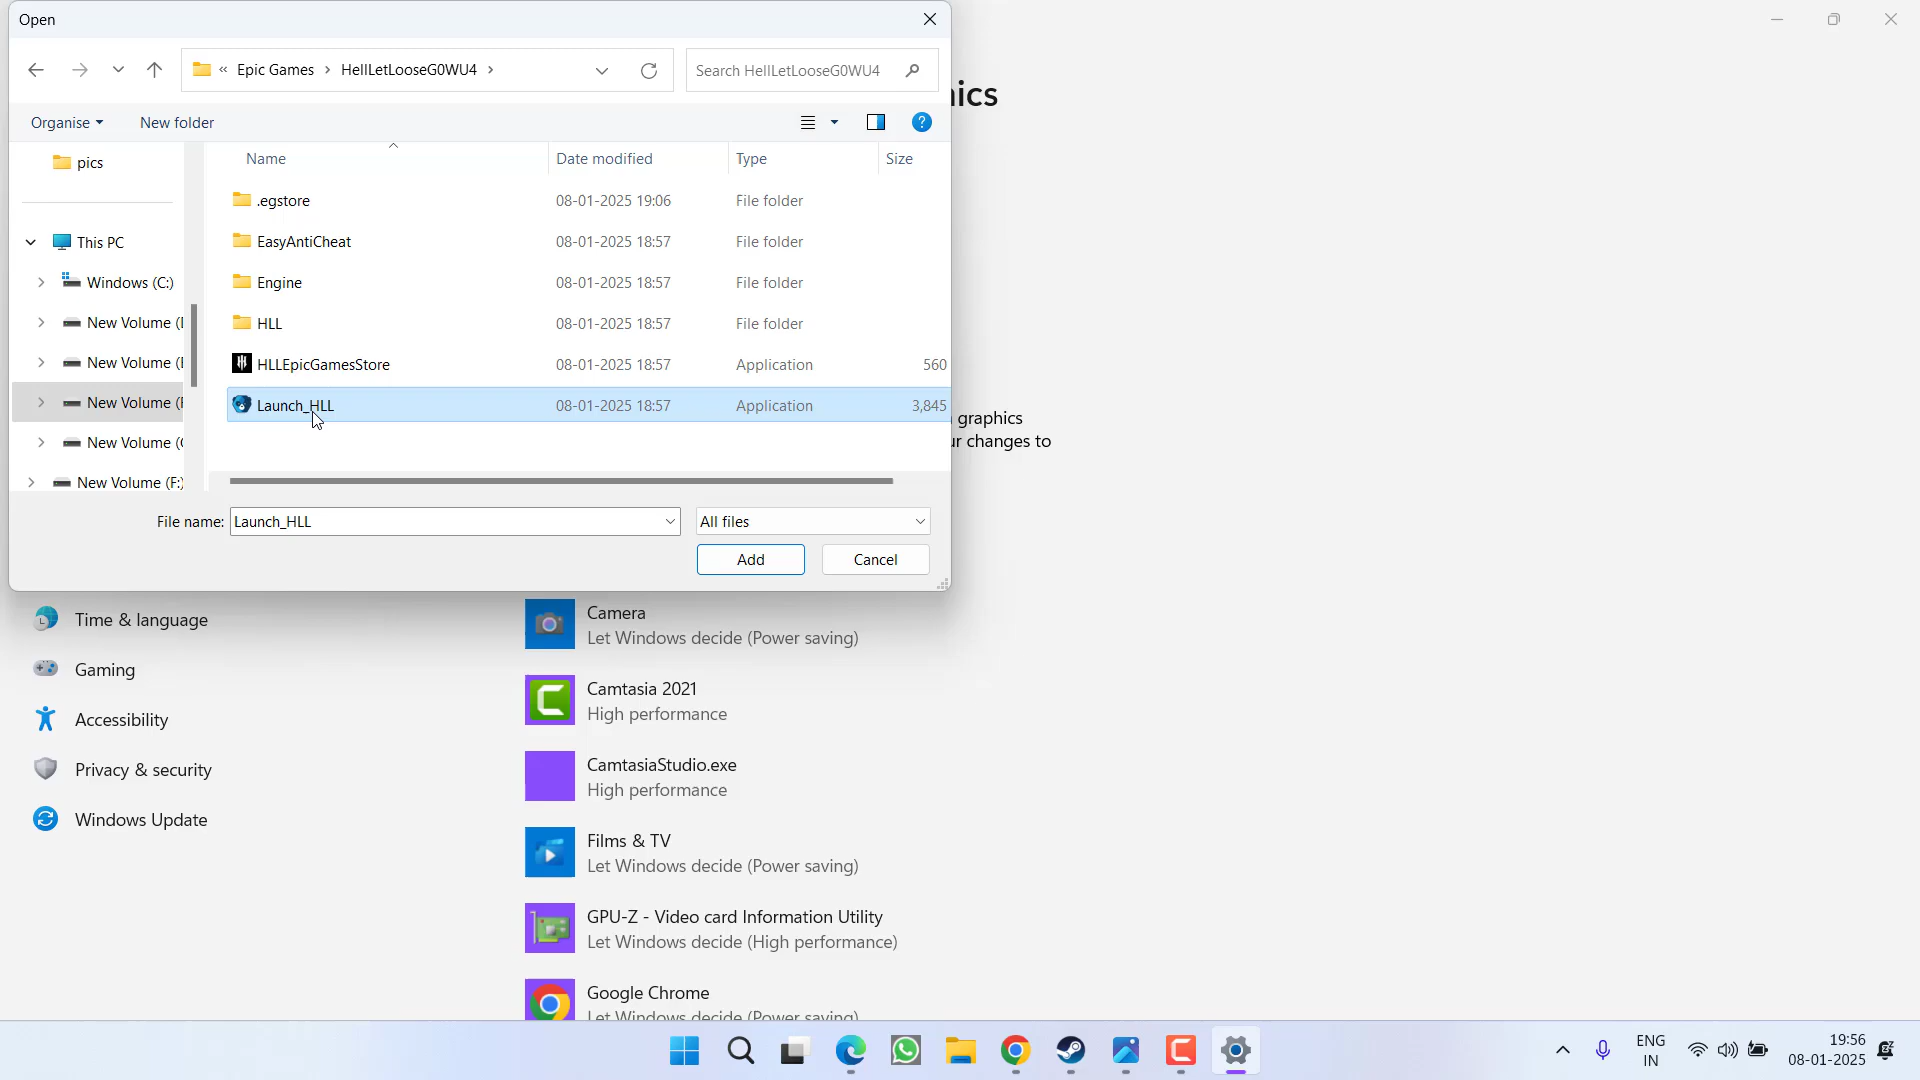 Open
« Epic Games › HellLetLooseG0WU4 ›
Search HellLetLooseG0WU4
Organise
New folder
Name
Date modified
Type
Size
pics
This PC
Windows (C:)
New Volume (
New Volume (
New Volume (
New Volume (
New Volume (F:)
.egstore 08-01-2025 19:06 File folder
EasyAntiCheat 08-01-2025 18:57 File folder
Engine 08-01-2025 18:57 File folder
HLL 08-01-2025 18:57 File folder
HLLEpicGamesStore 08-01-2025 18:57 Application 560
Launch_HLL 08-01-2025 18:57 Application 3,845
File name: Launch_HLL
All files
Add
Cancel
ics
graphics
ur changes to
Time & language
Gaming
Accessibility
Privacy & security
Windows Update
Camera
Let Windows decide (Power saving)
Camtasia 2021
High performance
CamtasiaStudio.exe
High performance
Films & TV
Let Windows decide (Power saving)
GPU-Z - Video card Information Utility
Let Windows decide (High performance)
Google Chrome
Let Windows decide (Power saving)
ENG
IN
19:56
08-01-2025